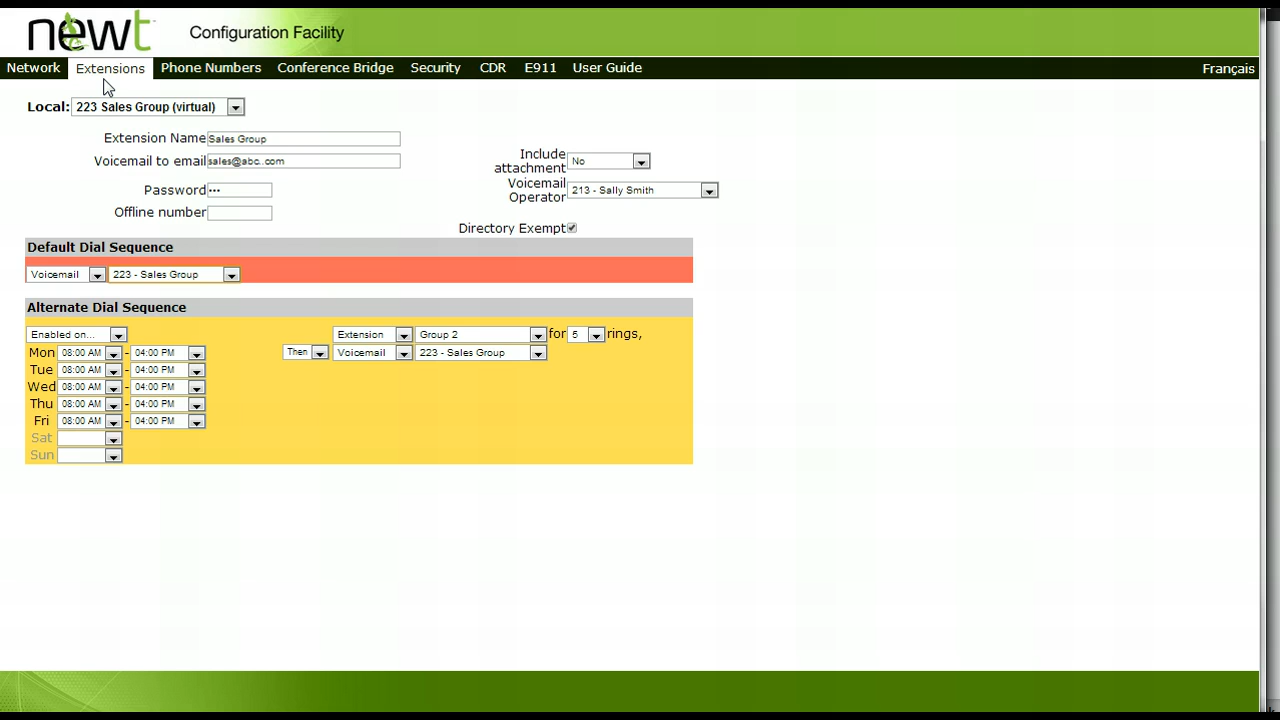 newt Configuration Facility
Network Extensions Phone Numbers Conference Bridge Security CDR E911 User Guide Français
Local: 223 Sales Group (virtual)
Extension Name Sales Group
Voicemail to email sales@abc..com
Include attachment No
Password •••
Voicemail Operator 213 - Sally Smith
Offline number
Directory Exempt
Default Dial Sequence
Voicemail 223 - Sales Group
Alternate Dial Sequence
Enabled on... Extension Group 2 for 5 rings,
Mon 08:00 AM - 04:00 PM Then Voicemail 223 - Sales Group
Tue 08:00 AM - 04:00 PM
Wed 08:00 AM - 04:00 PM
Thu 08:00 AM - 04:00 PM
Fri 08:00 AM - 04:00 PM
Sat
Sun